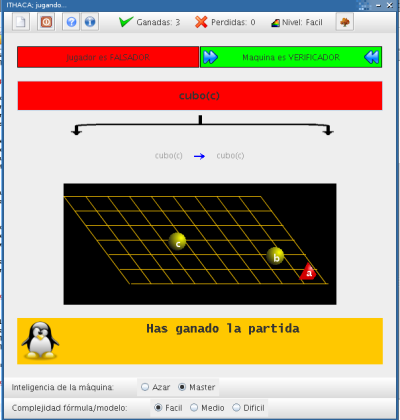 ITHACA; jugando...
Ganadas: 3 Perdidas: 0 Nivel: Facil
Jugador es FALSADOR Maquina es VERIFICADOR
cubo(c)
cubo(c) cubo(c)
c
b
a
Has ganado la partida
Inteligencia de la máquina: Azar Master
Complejidad fórmula/modelo: Facil Medio Dificil